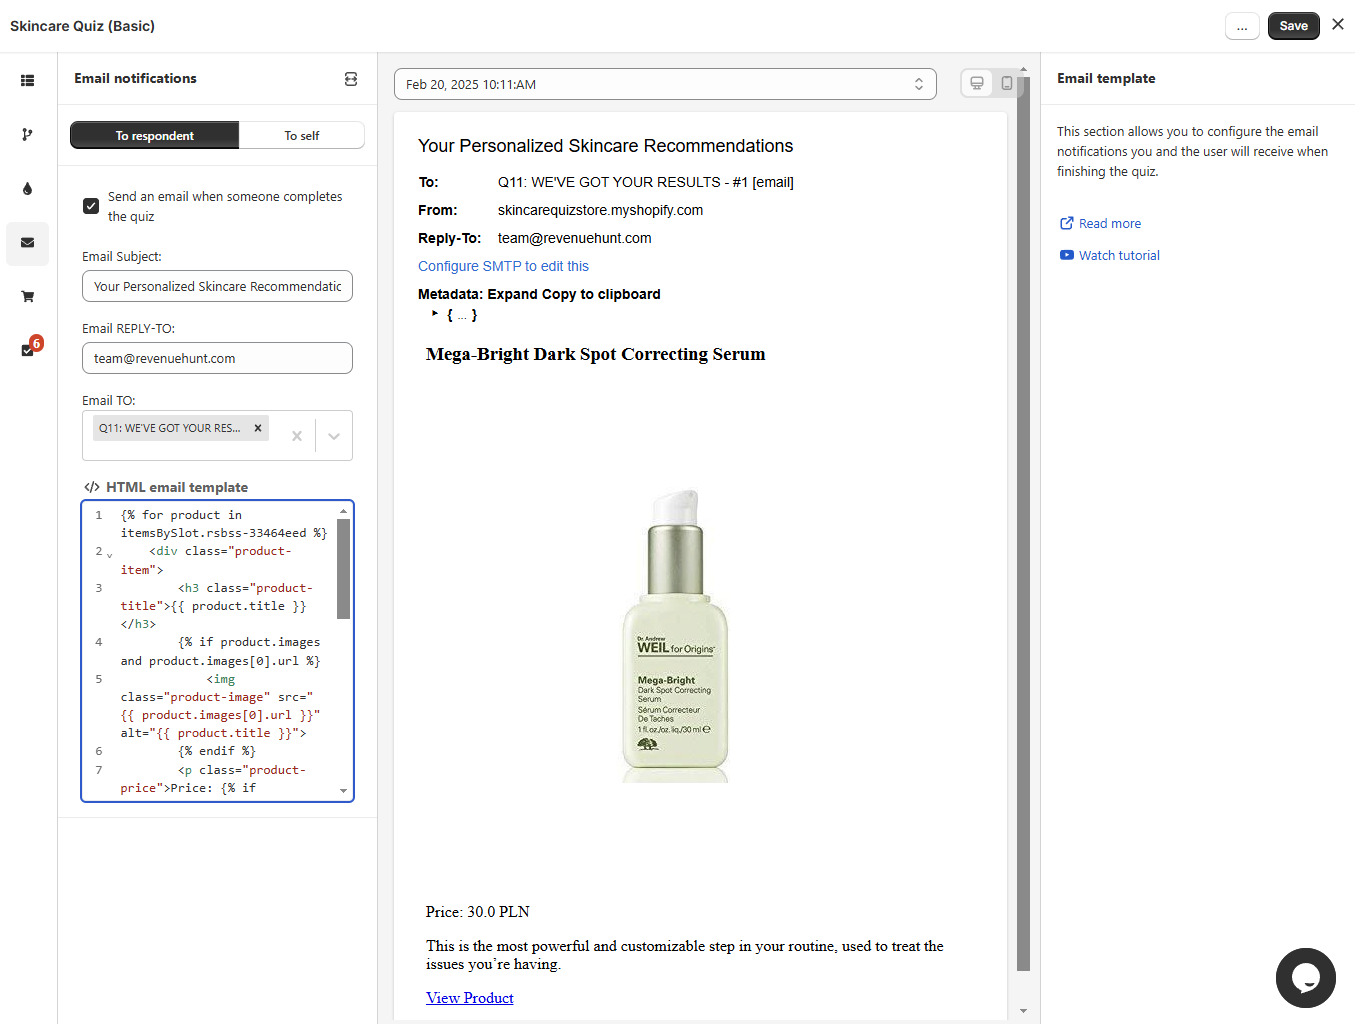 Skincare Quiz (Basic)
...
Save
Email notifications
To respondent
To self
Send an email when someone completes
the quiz
Email Subject:
Your Personalized Skincare Recommendatic
Email REPLY-TO:
team@revenuehunt.com
Email TO:
Q11: WE'VE GOT YOUR RES...
6
HTML email template
1 {% for product in
itemsBySlot.rsbss-33464eed %}
2 <div class="product-
item">
3 <h3 class="product-
title">{{ product.title }}
</h3>
4 {% if product.images
and product.images[0].url %}
5 <img
class="product-image" src="
{{ product.images[0].url }}"
alt="{{ product.title }}">
6 {% endif %}
7 <p class="product-
price">Price: {% if
Feb 20, 2025 10:11:AM
Your Personalized Skincare Recommendations
To: Q11: WE'VE GOT YOUR RESULTS - #1 [email]
From: skincarequizstore.myshopify.com
Reply-To: team@revenuehunt.com
Configure SMTP to edit this
Metadata: Expand Copy to clipboard
{ ... }
Mega-Bright Dark Spot Correcting Serum
Dr. Andrew
WEIL for Origins™
Mega-Bright
Dark Spot Correcting
Serum
Sérum Correcteur
De Taches
1 fl.oz./oz. liq./30 ml ℮
Price: 30.0 PLN
This is the most powerful and customizable step in your routine, used to treat the
issues you’re having.
View Product
Email template
This section allows you to configure the email
notifications you and the user will receive when
finishing the quiz.
Read more
Watch tutorial